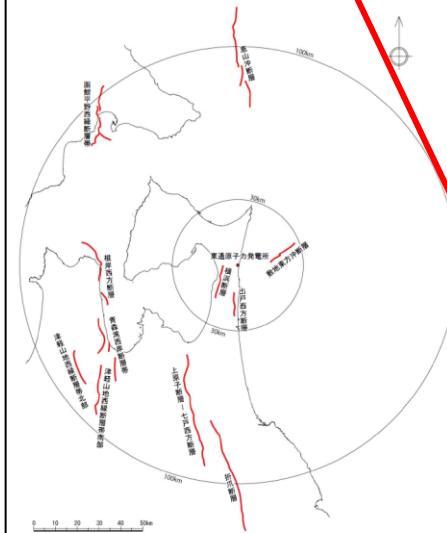 100km
恵山沖断層
函館平野西縁断層帯
30km
東通原子力発電所
敷地東方沖断層
横浜断層
出戸西方断層
根岸西方断層
青森湾西岸断層帯
30km
津軽山地西縁断層帯北部
津軽山地西縁断層帯南部
上原子断層ー七戸西方断層
折爪断層
100km
0 10 20 30 40 50km